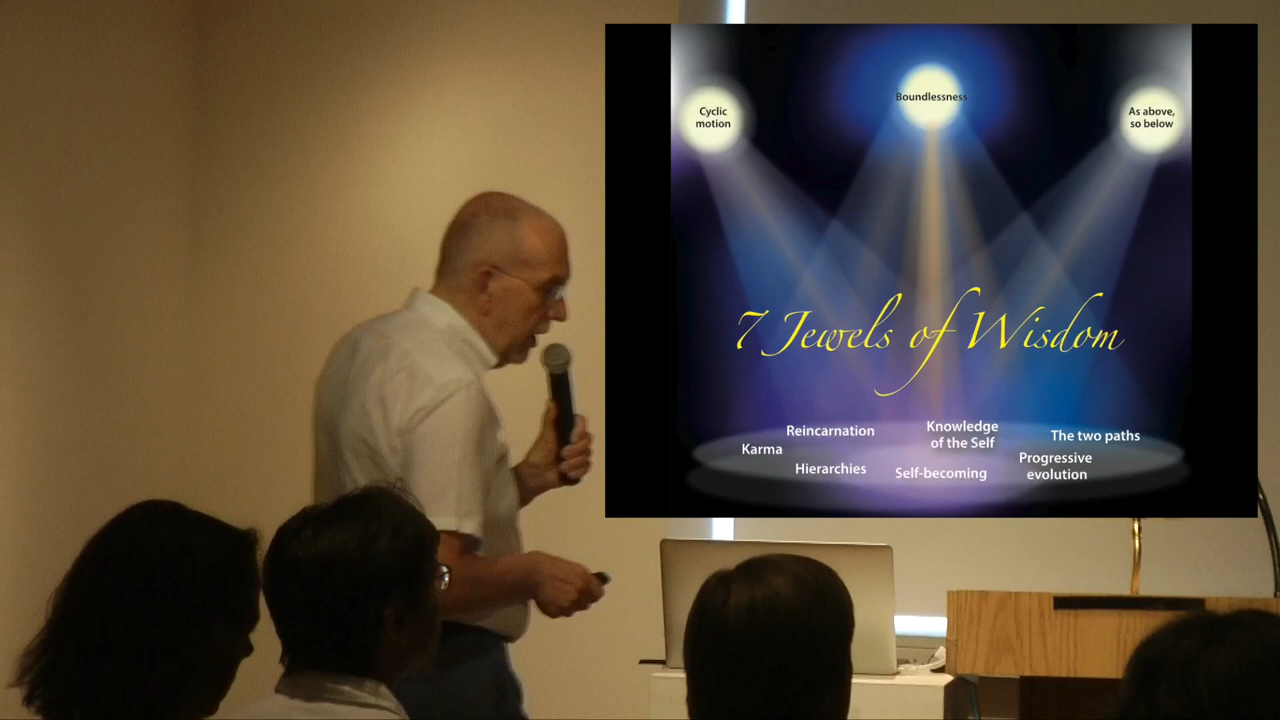 Boundlessness
Cyclic
motion
As above,
so below
7 Jewels of Wisdom
Reincarnation
Karma
Hierarchies
Knowledge
of the Self
Self-becoming
The two paths
Progressive
evolution